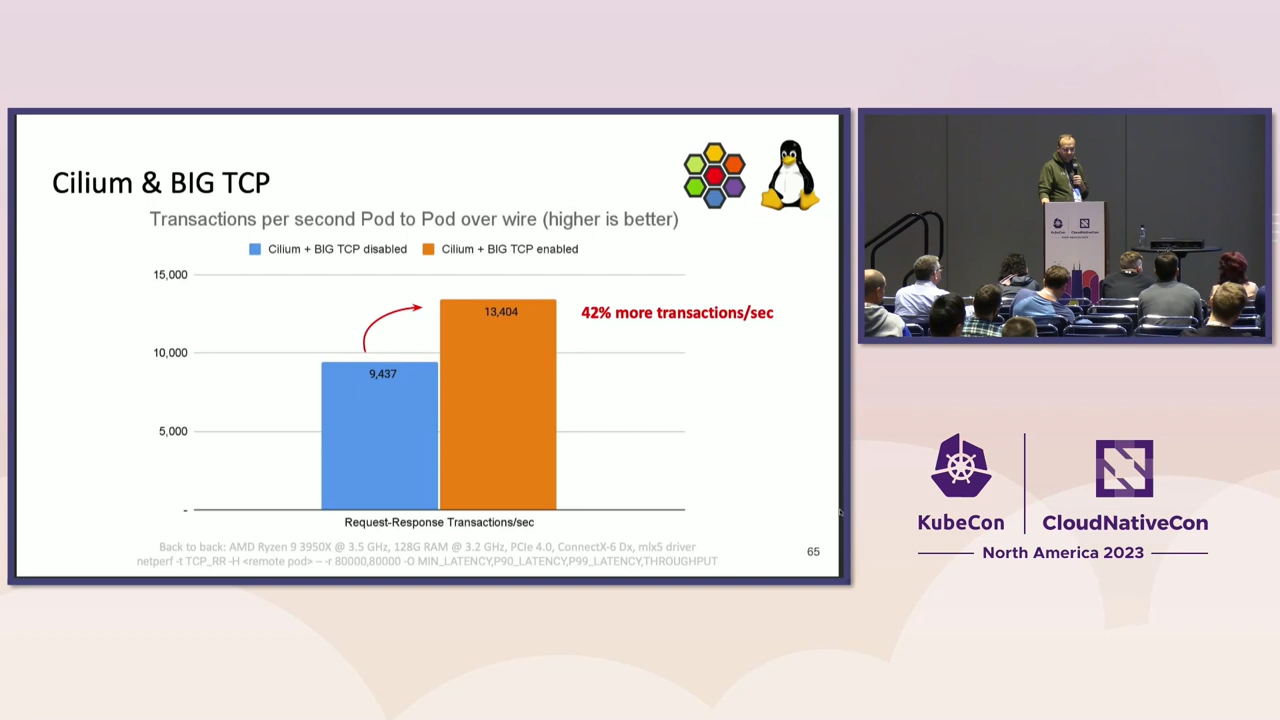 Cilium & BIG TCP
Transactions per second Pod to Pod over wire (higher is better)
Cilium + BIG TCP disabled
Cilium + BIG TCP enabled
15,000
10,000
5,000
-
9,437
13,404
42% more transactions/sec
Request-Response Transactions/sec
Back to back: AMD Ryzen 9 3950X @ 3.5 GHz, 128G RAM @ 3.2 GHz, PCIe 4.0, ConnectX-6 Dx, mlx5 driver
netperf -t TCP_RR -H <remote pod> -- -r 80000,80000 -O MIN_LATENCY,P90_LATENCY,P99_LATENCY,THROUGHPUT
65
KubeCon
CloudNativeCon
KubeCon
CloudNativeCon
North America 2023